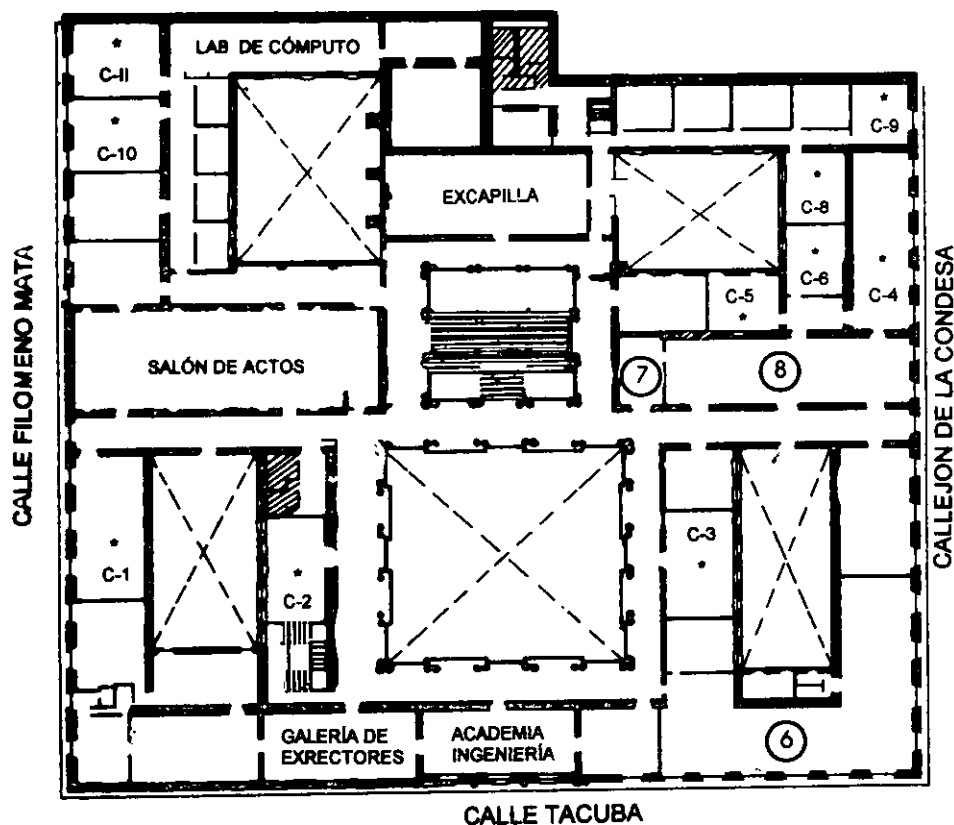 LAB DE CÓMPUTO
C-II
C-10
C-9
EXCAPILLA
C-8
C-6
C-5
C-4
CALLE FILOMENO MATA
SALÓN DE ACTOS
7
8
CALLEJON DE LA CONDESA
C-1
C-2
C-3
GALERÍA DE
EXRECTORES
ACADEMIA
INGENIERÍA
6
CALLE TACUBA